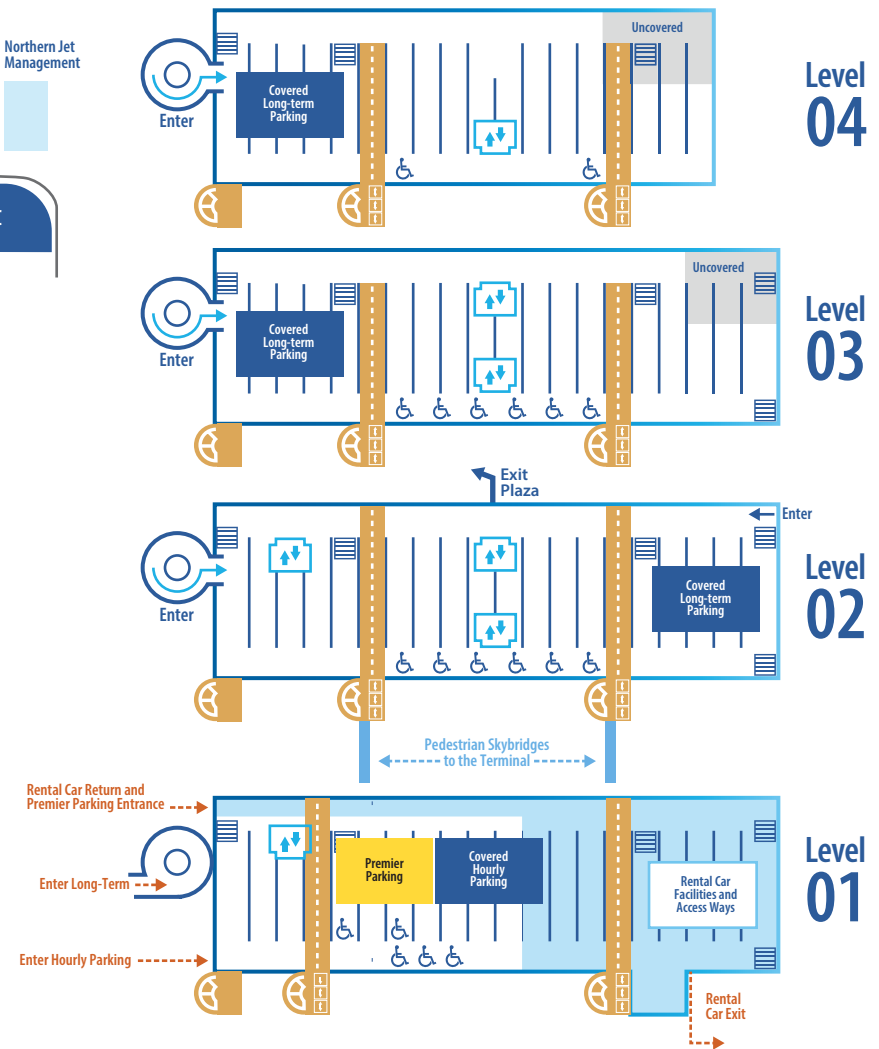 Northern Jet
Management
Uncovered
Covered
Long-term
Parking
Enter
Level
04
Uncovered
Covered
Long-term
Parking
Enter
Level
03
Exit
Plaza
Enter
Covered
Long-term
Parking
Enter
Level
02
Pedestrian Skybridges
to the Terminal
Rental Car Return and
Premier Parking Entrance
Premier
Parking
Covered
Hourly
Parking
Rental Car
Facilities and
Access Ways
Enter Long-Term
Level
01
Enter Hourly Parking
Rental
Car Exit